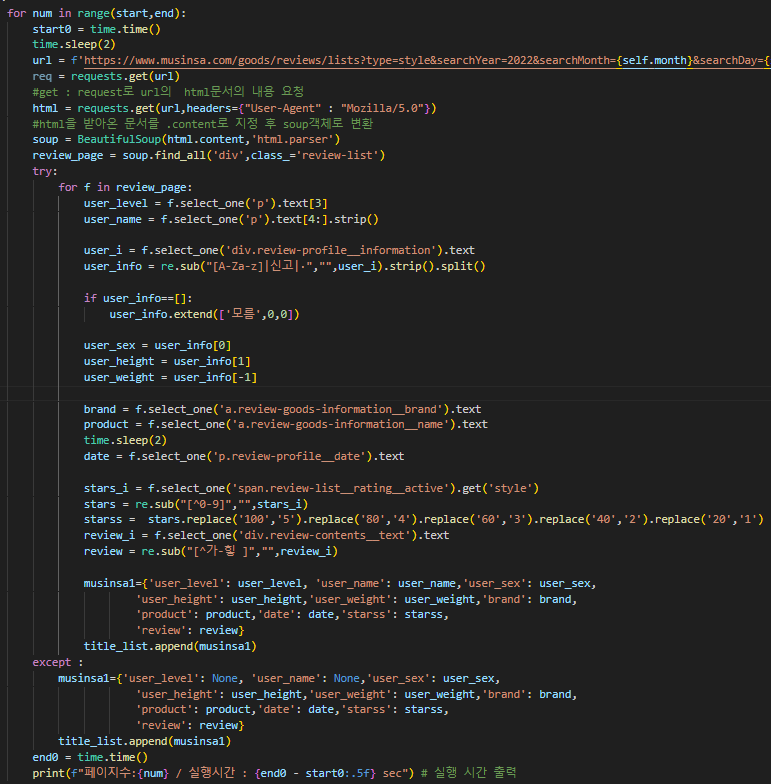 for num in range(start,end):
start0 = time.time()
time.sleep(2)
url = f'https://www.musinsa.com/goods/reviews/lists?type=style&searchYear=2022&searchMonth={self.month}&searchDay={
req = requests.get(url)
#get : request로 url의  html문서의 내용 요청
html = requests.get(url,headers={"User-Agent" : "Mozilla/5.0"})
#html을 받아온 문서를 .content로 지정 후 soup객체로 변환
soup = BeautifulSoup(html.content,'html.parser')
review_page = soup.find_all('div',class_='review-list')
try:
for f in review_page:
user_level = f.select_one('p').text[3]
user_name = f.select_one('p').text[4:].strip()
user_i = f.select_one('div.review-profile__information').text
user_info = re.sub("[A-Za-z]|신고|·","",user_i).strip().split()
if user_info==[]:
user_info.extend(['모름',0,0])
user_sex = user_info[0]
user_height = user_info[1]
user_weight = user_info[-1]
brand = f.select_one('a.review-goods-information__brand').text
product = f.select_one('a.review-goods-information__name').text
time.sleep(2)
date = f.select_one('p.review-profile__date').text
stars_i = f.select_one('span.review-list__rating__active').get('style')
stars = re.sub("[^0-9]","",stars_i)
starss =  stars.replace('100','5').replace('80','4').replace('60','3').replace('40','2').replace('20','1')
review_i = f.select_one('div.review-contents__text').text
review = re.sub("[^가-힣 ]","",review_i)
musinsa1={'user_level': user_level, 'user_name': user_name,'user_sex': user_sex,
'user_height': user_height,'user_weight': user_weight,'brand': brand,
'product': product,'date': date,'starss': starss,
'review': review}
title_list.append(musinsa1)
except :
musinsa1={'user_level': None, 'user_name': None,'user_sex': user_sex,
'user_height': user_height,'user_weight': user_weight,'brand': brand,
'product': product,'date': date,'starss': starss,
'review': review}
title_list.append(musinsa1)
end0 = time.time()
print(f"페이지수:{num} / 실행시간 : {end0 - start0:.5f} sec") # 실행 시간 출력